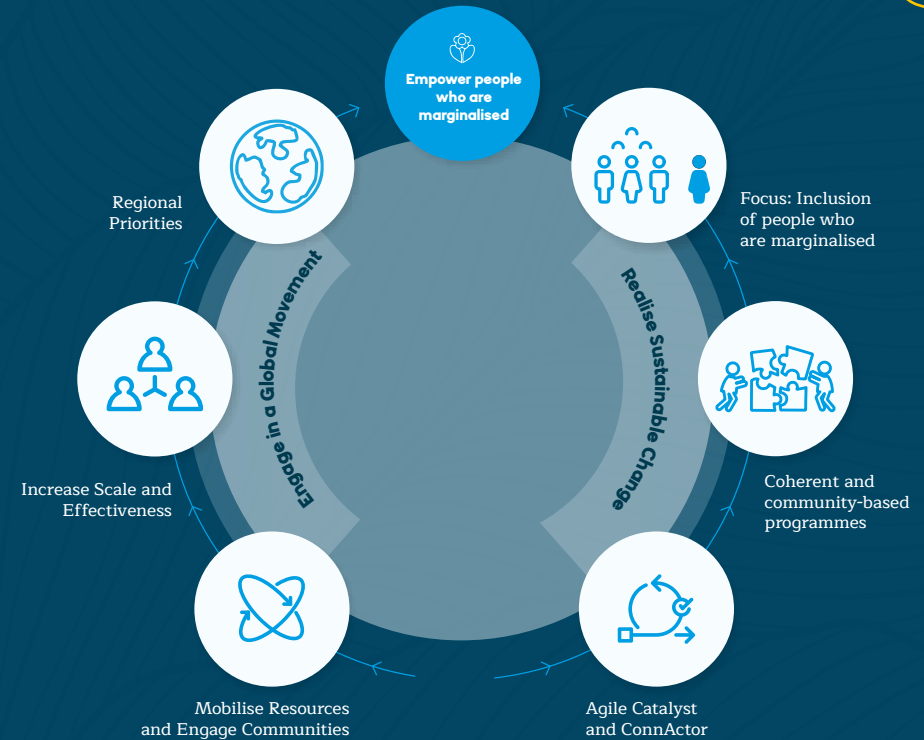 Empower people
who are
marginalised
Regional
Priorities
Focus: Inclusion
of people who
are marginalised
Engage in a Global Movement
Realise Sustainable Change
Increase Scale and
Effectiveness
Coherent and
community-based
programmes
Mobilise Resources
and Engage Communities
Agile Catalyst
and ConnActor